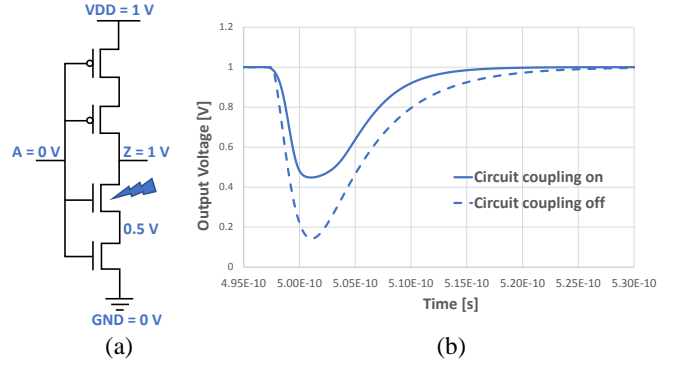 VDD = 1 V
A = 0 V
Z = 1 V
0.5 V
GND = 0 V
(a)
Output Voltage [V]
1.2
1
0.8
0.6
0.4
0.2
0
Circuit coupling on
Circuit coupling off
4.95E-10 5.00E-10 5.05E-10 5.10E-10 5.15E-10 5.20E-10 5.25E-10 5.30E-10
Time [s]
(b)